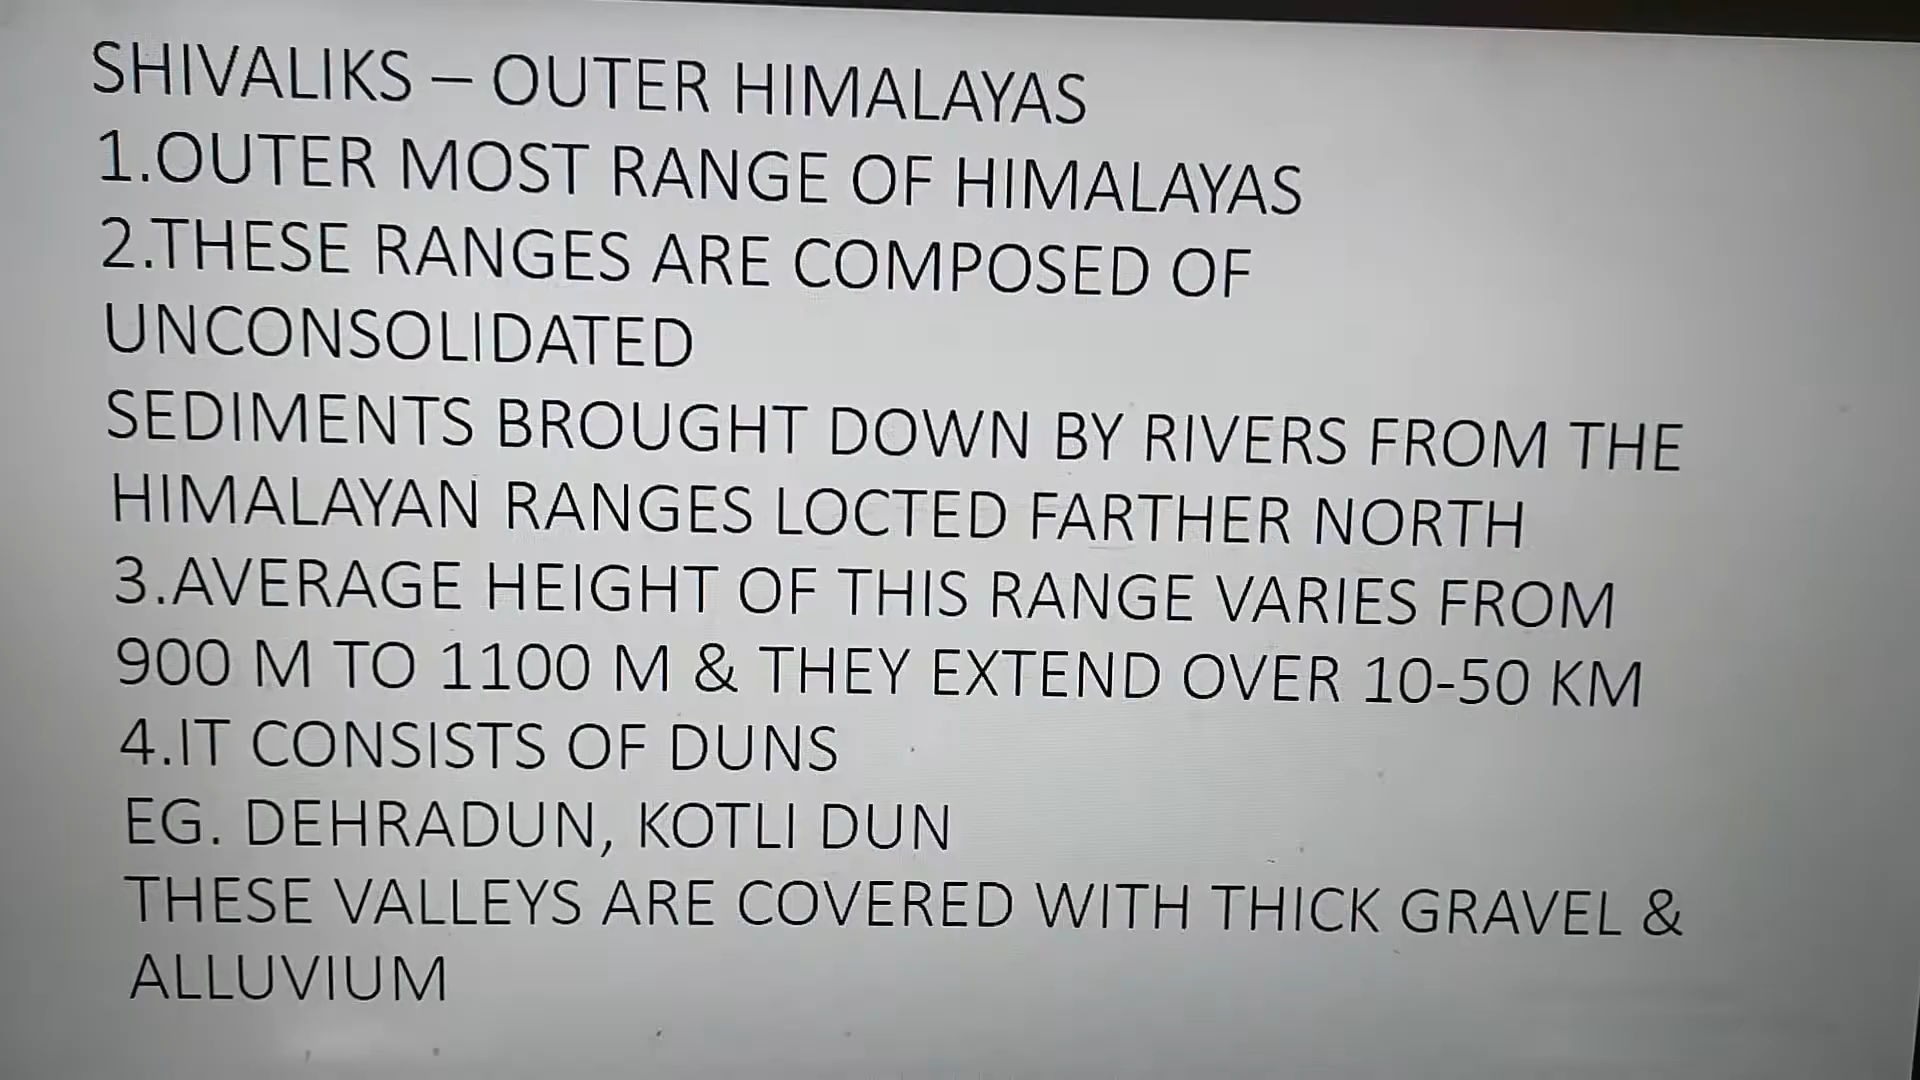 SHIVALIKS – OUTER HIMALAYAS
1.OUTER MOST RANGE OF HIMALAYAS
2.THESE RANGES ARE COMPOSED OF
UNCONSOLIDATED
SEDIMENTS BROUGHT DOWN BY RIVERS FROM THE
HIMALAYAN RANGES LOCTED FARTHER NORTH
3.AVERAGE HEIGHT OF THIS RANGE VARIES FROM
900 M TO 1100 M & THEY EXTEND OVER 10-50 KM
4.IT CONSISTS OF DUNS
EG. DEHRADUN, KOTLI DUN
THESE VALLEYS ARE COVERED WITH THICK GRAVEL &
ALLUVIUM